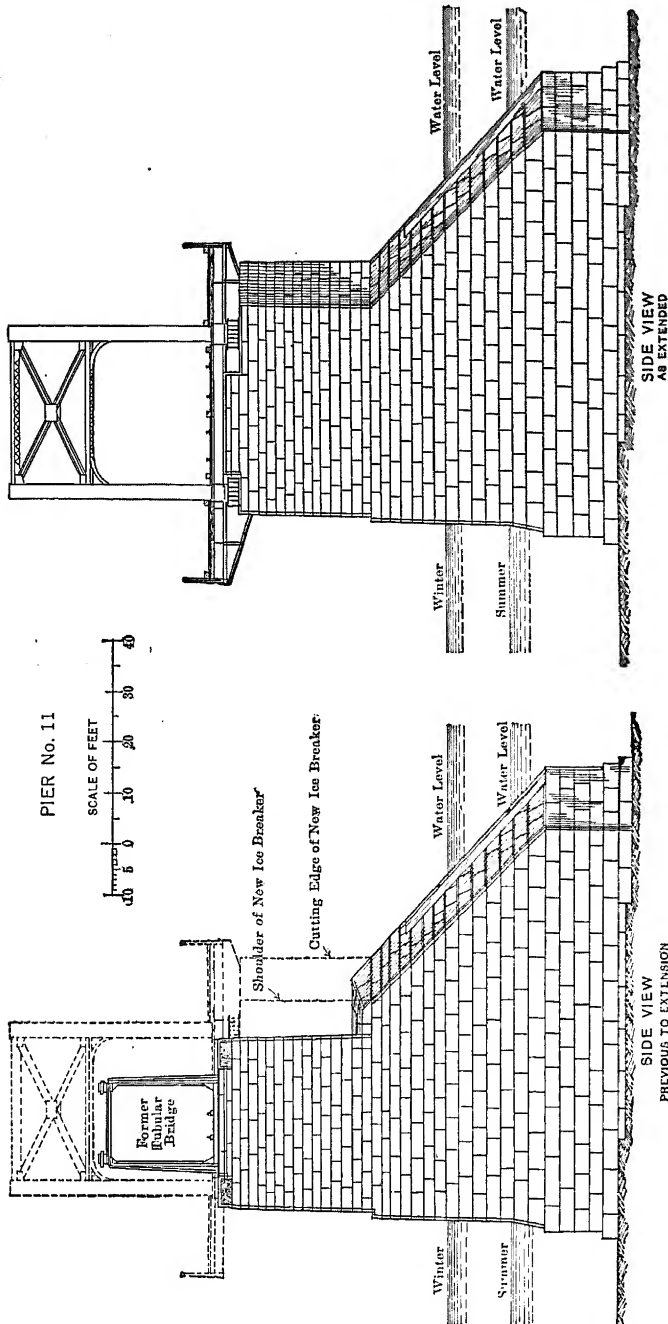 PIER No. 11
SCALE OF FEET
10 5 0 10 20 30 40
Former
Tubular
Bridge
Shoulder of New Ice Breaker
Cutting Edge of New Ice Breaker
Winter
Water Level
Summer
Water Level
SIDE VIEW
PREVIOUS TO EXTENSION
Winter
Water Level
Summer
Water Level
SIDE VIEW
AS EXTENDED